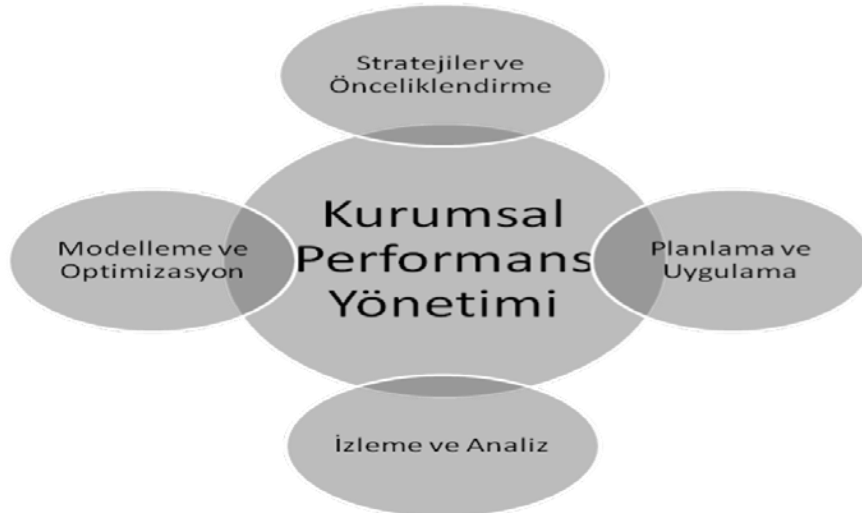 Stratejiler ve
Önceliklendirme
Kurumsal
Performans
Yönetimi
Modelleme ve
Optimizasyon
Planlama ve
Uygulama
İzleme ve Analiz